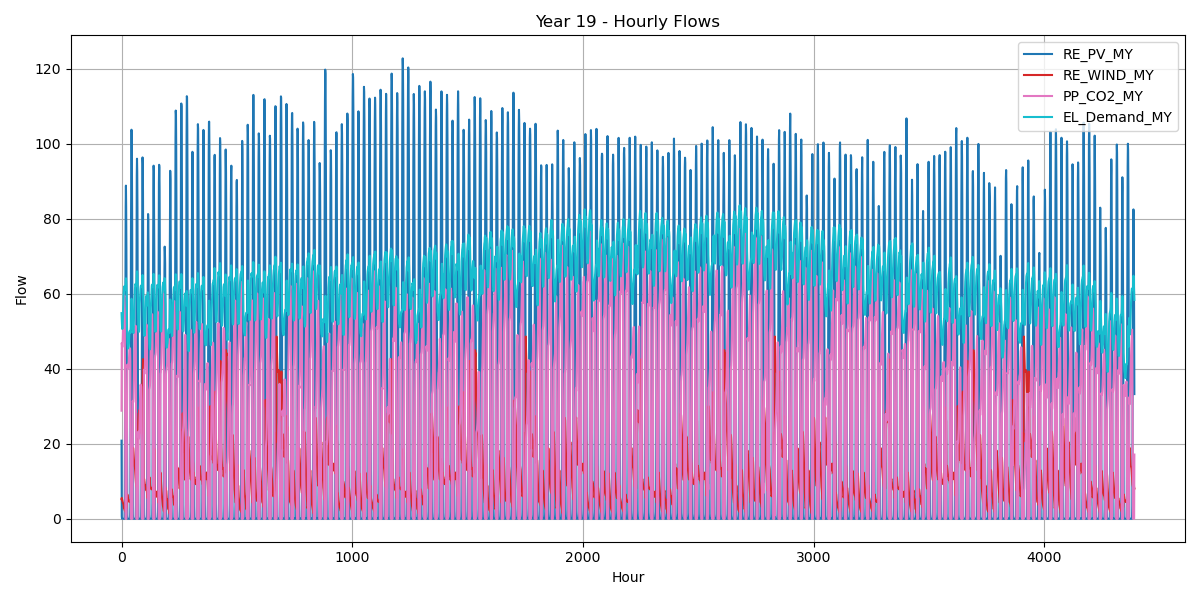 Year 19 - Hourly Flows
RE_PV_MY
RE_WIND_MY
PP_CO2_MY
EL_Demand_MY
Flow
120
100
80
60
40
20
0
0 1000 2000 3000 4000
Hour